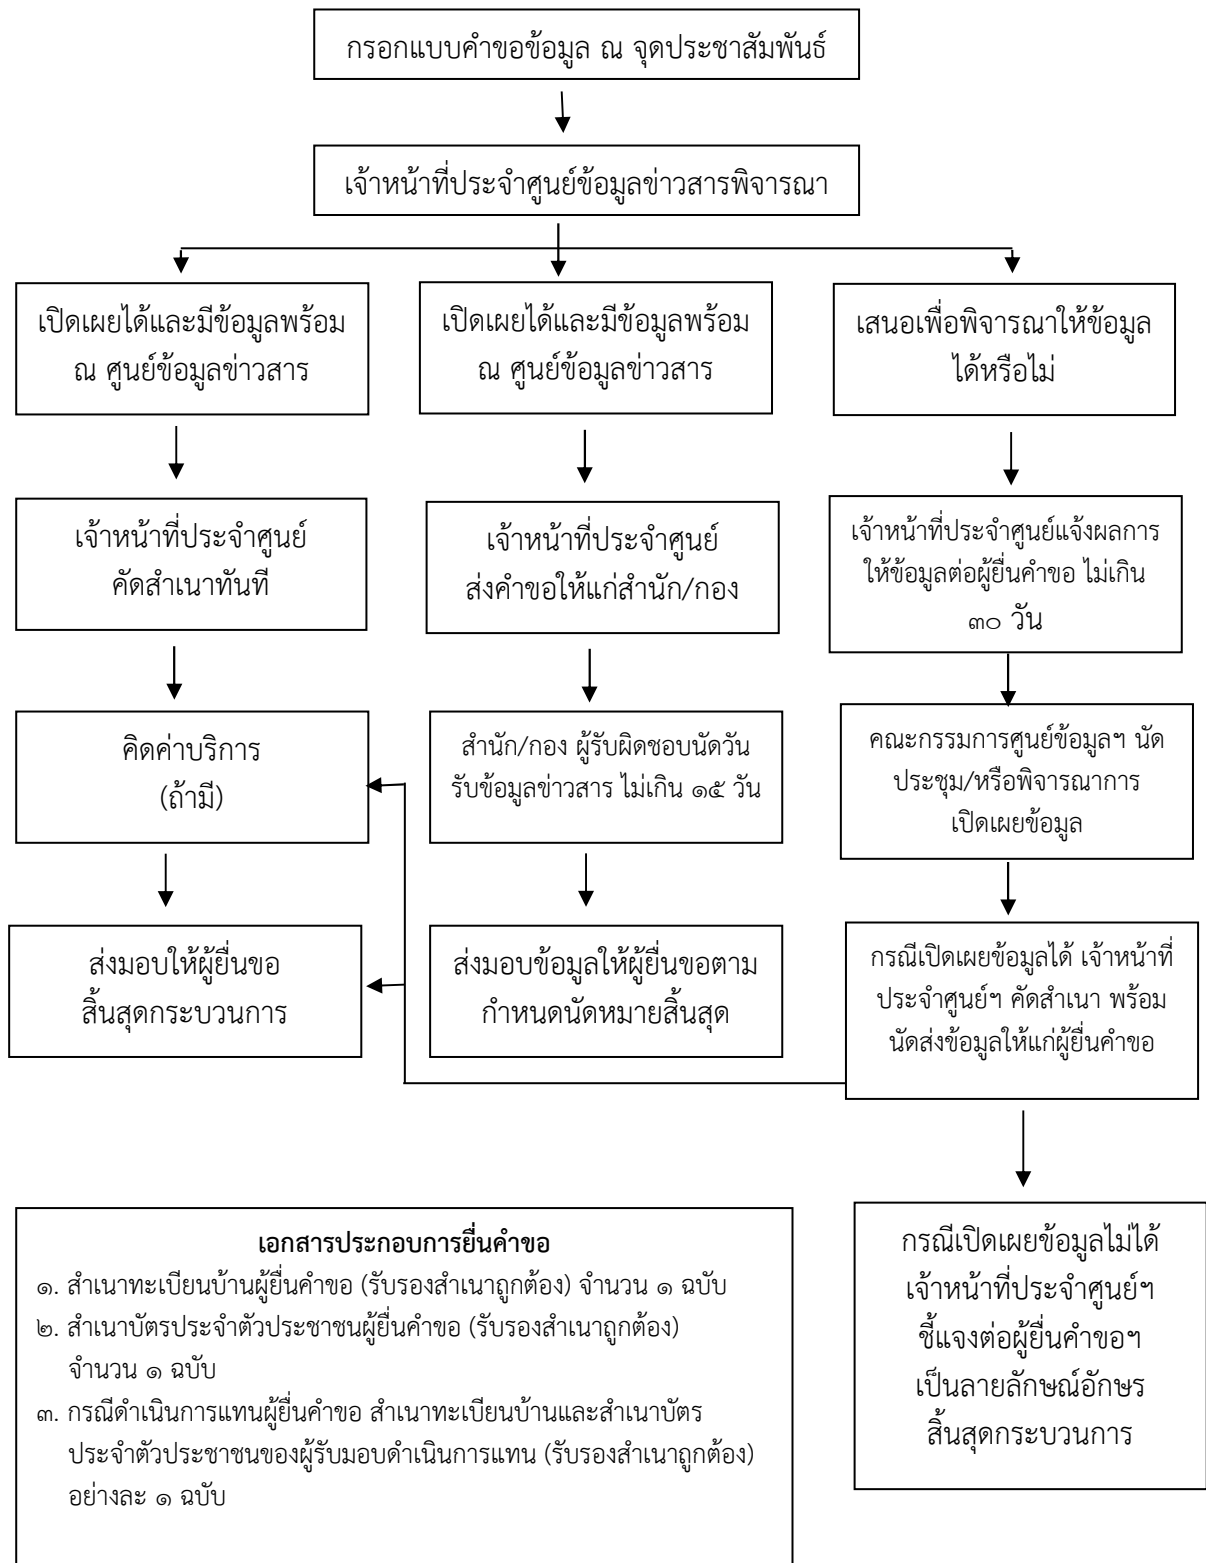 กรอกแบบคำขอข้อมูล ณ จุดประชาสัมพันธ์
เจ้าหน้าที่ประจำศูนย์ข้อมูลข่าวสารพิจารณา
เปิดเผยได้และมีข้อมูลพร้อม
ณ ศูนย์ข้อมูลข่าวสาร
เปิดเผยได้และมีข้อมูลพร้อม
ณ ศูนย์ข้อมูลข่าวสาร
เสนอเพื่อพิจารณาให้ข้อมูล
ได้หรือไม่
เจ้าหน้าที่ประจำศูนย์
คัดสำเนาทันที
เจ้าหน้าที่ประจำศูนย์
ส่งคำขอให้แก่สำนัก/กอง
เจ้าหน้าที่ประจำศูนย์แจ้งผลการ
ให้ข้อมูลต่อผู้ยื่นคำขอ ไม่เกิน
๓๐ วัน
คิดค่าบริการ
(ถ้ามี)
สำนัก/กอง ผู้รับผิดชอบนัดวัน
รับข้อมูลข่าวสาร ไม่เกิน ๑๕ วัน
คณะกรรมการศูนย์ข้อมูลฯ นัด
ประชุม/หรือพิจารณาการ
เปิดเผยข้อมูล
ส่งมอบให้ผู้ยื่นขอ
สิ้นสุดกระบวนการ
ส่งมอบข้อมูลให้ผู้ยื่นขอตาม
กำหนดนัดหมายสิ้นสุด
กรณีเปิดเผยข้อมูลได้ เจ้าหน้าที่
ประจำศูนย์ฯ คัดสำเนา พร้อม
นัดส่งข้อมูลให้แก่ผู้ยื่นคำขอ
กรณีเปิดเผยข้อมูลไม่ได้
เจ้าหน้าที่ประจำศูนย์ฯ
ชี้แจงต่อผู้ยื่นคำขอฯ
เป็นลายลักษณ์อักษร
สิ้นสุดกระบวนการ
เอกสารประกอบการยื่นคำขอ
๑. สำเนาทะเบียนบ้านผู้ยื่นคำขอ (รับรองสำเนาถูกต้อง) จำนวน ๑ ฉบับ
๒. สำเนาบัตรประจำตัวประชาชนผู้ยื่นคำขอ (รับรองสำเนาถูกต้อง)
จำนวน ๑ ฉบับ
๓. กรณีดำเนินการแทนผู้ยื่นคำขอ สำเนาทะเบียนบ้านและสำเนาบัตร
ประจำตัวประชาชนของผู้รับมอบดำเนินการแทน (รับรองสำเนาถูกต้อง)
อย่างละ ๑ ฉบับ